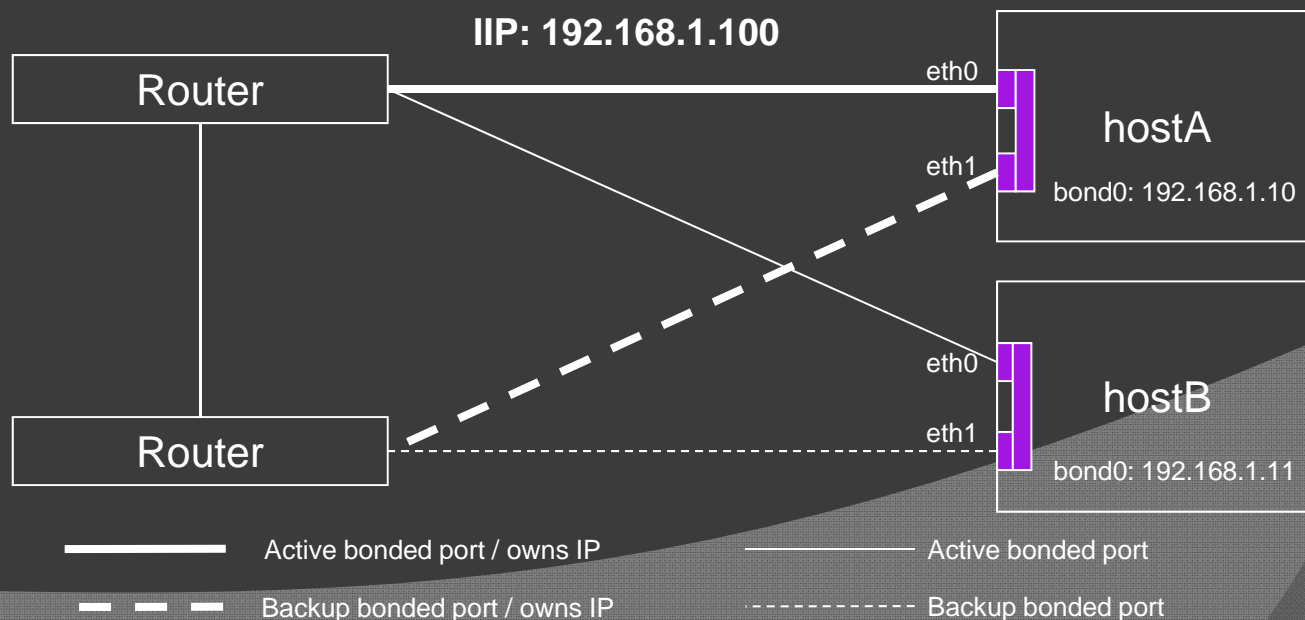 IIP: 192.168.1.100
Router
eth0
hostA
eth1
bond0: 192.168.1.10
eth0
hostB
Router
eth1
bond0: 192.168.1.11
Active bonded port / owns IP
Active bonded port
Backup bonded port / owns IP
Backup bonded port